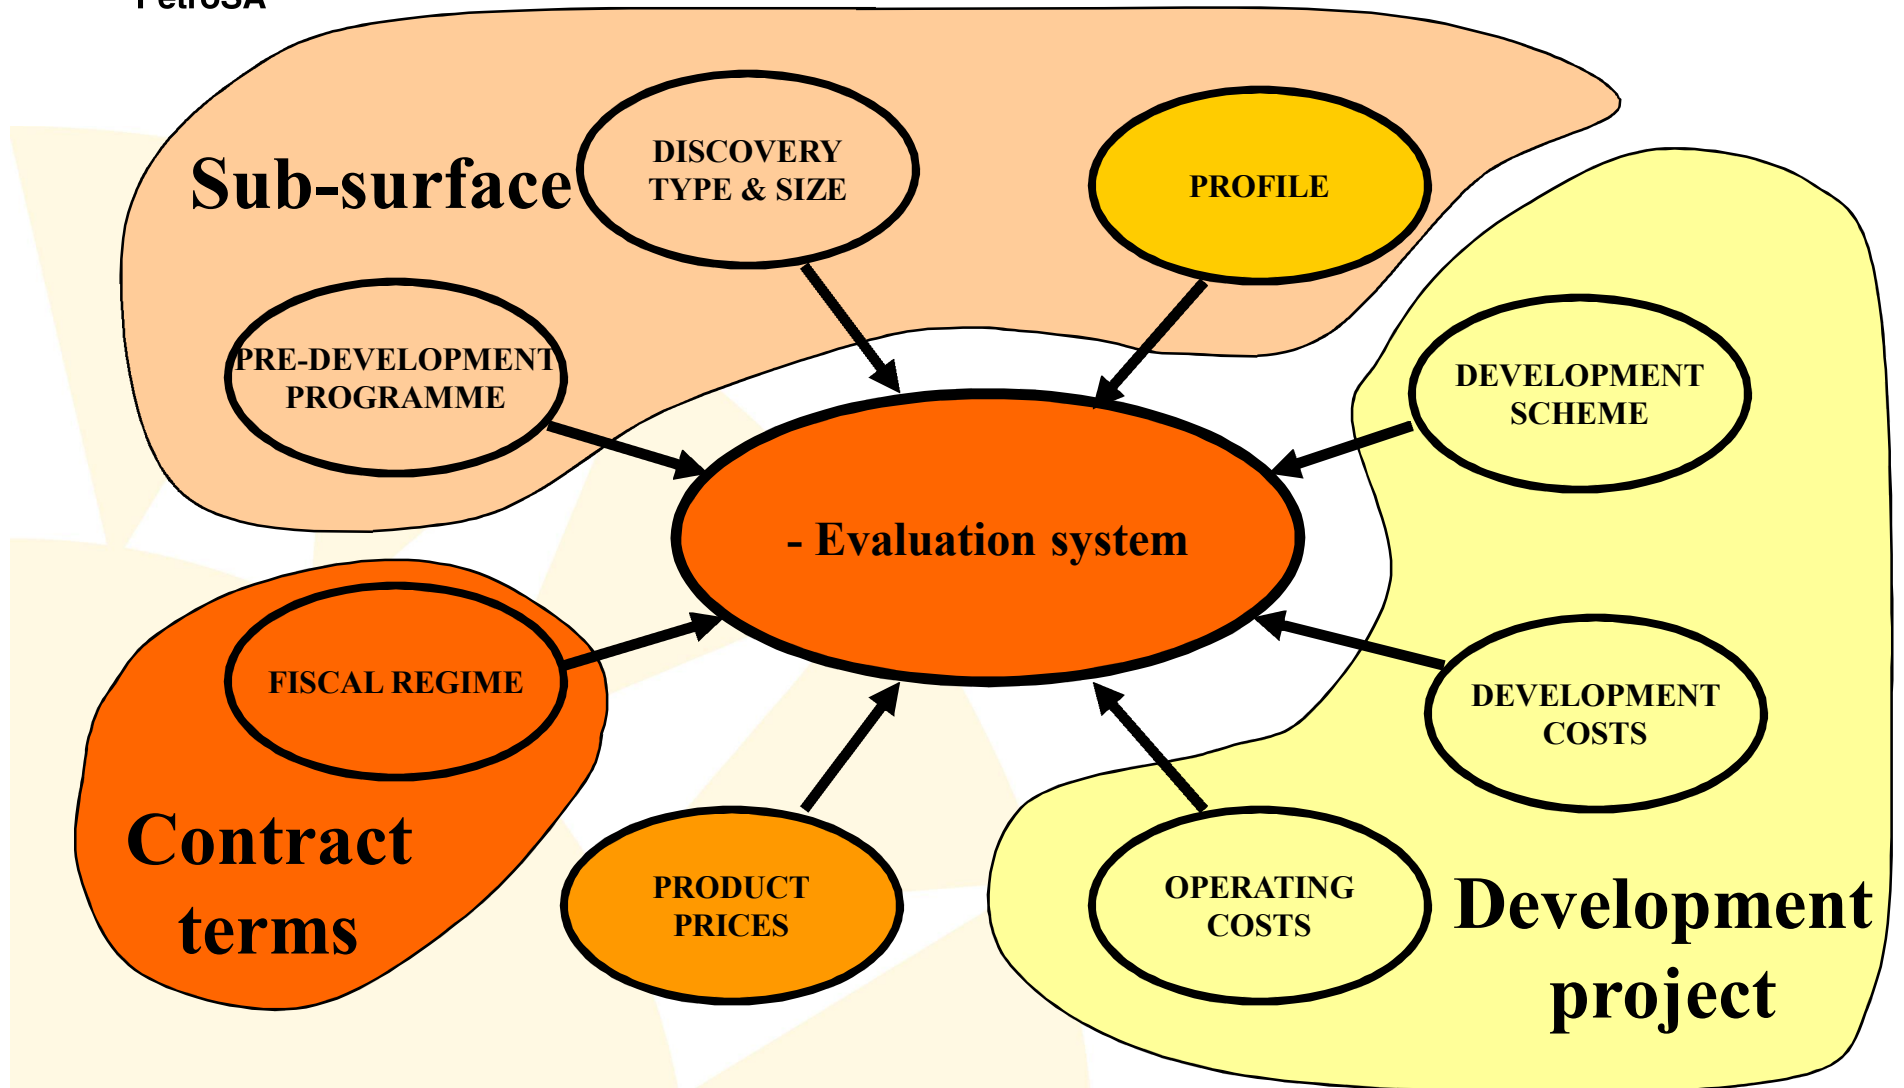 PetroSA
Sub-surface
DISCOVERY
TYPE & SIZE
PROFILE
PRE-DEVELOPMENT
PROGRAMME
DEVELOPMENT
SCHEME
- Evaluation system
FISCAL REGIME
DEVELOPMENT
COSTS
Contract
terms
PRODUCT
PRICES
OPERATING
COSTS
Development
project